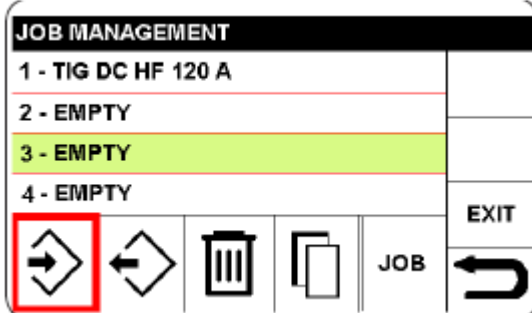 JOB MANAGEMENT
1 - TIG DC HF 120 A
2 - EMPTY
3 - EMPTY
4 - EMPTY
EXIT
JOB